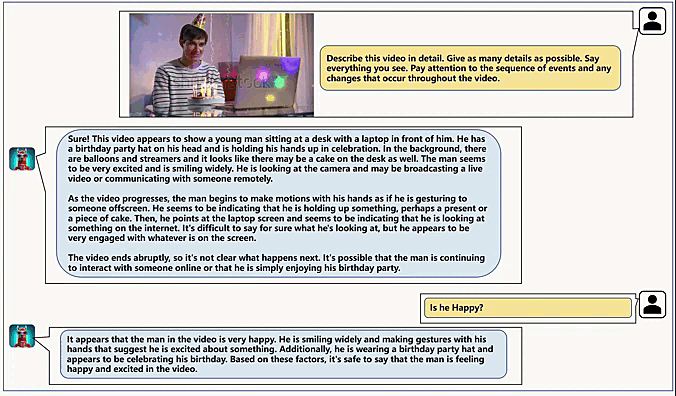 Describe this video in detail. Give as many details as possible. Say
everything you see. Pay attention to the sequence of events and any
changes that occur throughout the video.
Sure! This video appears to show a young man sitting at a desk with a laptop in front of him. He has
a birthday party hat on his head and is holding his hands up in celebration. In the background, there
are balloons and streamers and it looks like there may be a cake on the desk as well. The man seems
to be very excited and is smiling widely. He is looking at the camera and may be broadcasting a live
video or communicating with someone remotely.
As the video progresses, the man begins to make motions with his hands as if he is gesturing to
someone offscreen. He seems to be indicating that he is holding up something, perhaps a present or
a piece of cake. Then, he points at the laptop screen and seems to be indicating that he is looking at
something on the internet. It's difficult to say for sure what he's looking at, but he appears to be
very engaged with whatever is on the screen.
The video ends abruptly, so it's not clear what happens next. It's possible that the man is continuing
to interact with someone online or that he is simply enjoying his birthday party.
Is he Happy?
It appears that the man in the video is very happy. He is smiling widely and making gestures with his
hands that suggest he is excited about something. Additionally, he is wearing a birthday party hat and
appears to be celebrating his birthday. Based on these factors, it's safe to say that the man is feeling
happy and excited in the video.